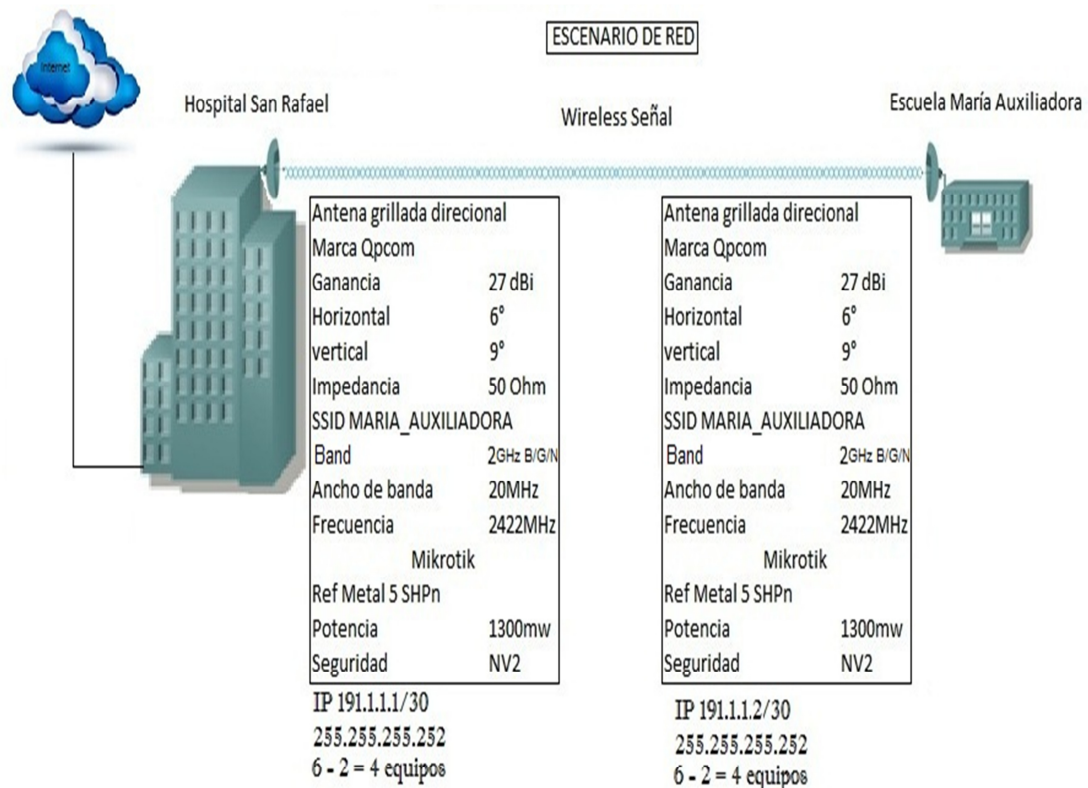 ESCENARIO DE RED
Internet
Hospital San Rafael
Wireless Señal
Escuela María Auxiliadora
Antena grillada direcional
Marca Qpcom
Ganancia 27 dBi
Horizontal 6°
vertical 9°
Impedancia 50 Ohm
SSID MARIA_AUXILIADORA
Band 2GHz B/G/N
Ancho de banda 20MHz
Frecuencia 2422MHz
Mikrotik
Ref Metal 5 SHPn
Potencia 1300mw
Seguridad NV2
IP 191.1.1.1/30
255.255.255.252
6 - 2 = 4 equipos
Antena grillada direcional
Marca Qpcom
Ganancia 27 dBi
Horizontal 6°
vertical 9°
Impedancia 50 Ohm
SSID MARIA_AUXILIADORA
Band 2GHz B/G/N
Ancho de banda 20MHz
Frecuencia 2422MHz
Mikrotik
Ref Metal 5 SHPn
Potencia 1300mw
Seguridad NV2
IP 191.1.1.2/30
255.255.255.252
6 - 2 = 4 equipos